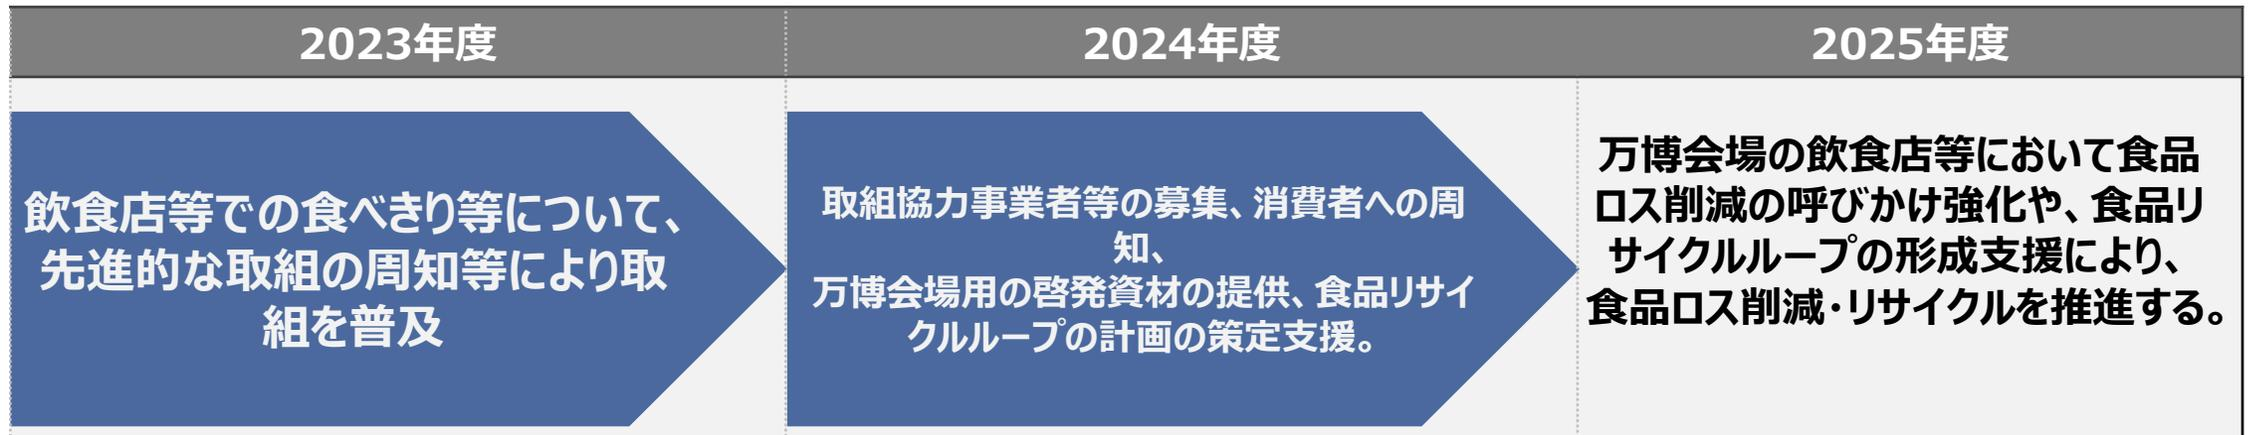 2023年度
2024年度
2025年度
飲食店等での食べきり等について、
先進的な取組の周知等により取
組を普及
取組協力事業者等の募集、消費者への周
知、
万博会場用の啓発資材の提供、食品リサイ
クルループの計画の策定支援。
万博会場の飲食店等において食品
ロス削減の呼びかけ強化や、食品リ
サイクルループの形成支援により、
食品ロス削減・リサイクルを推進する。